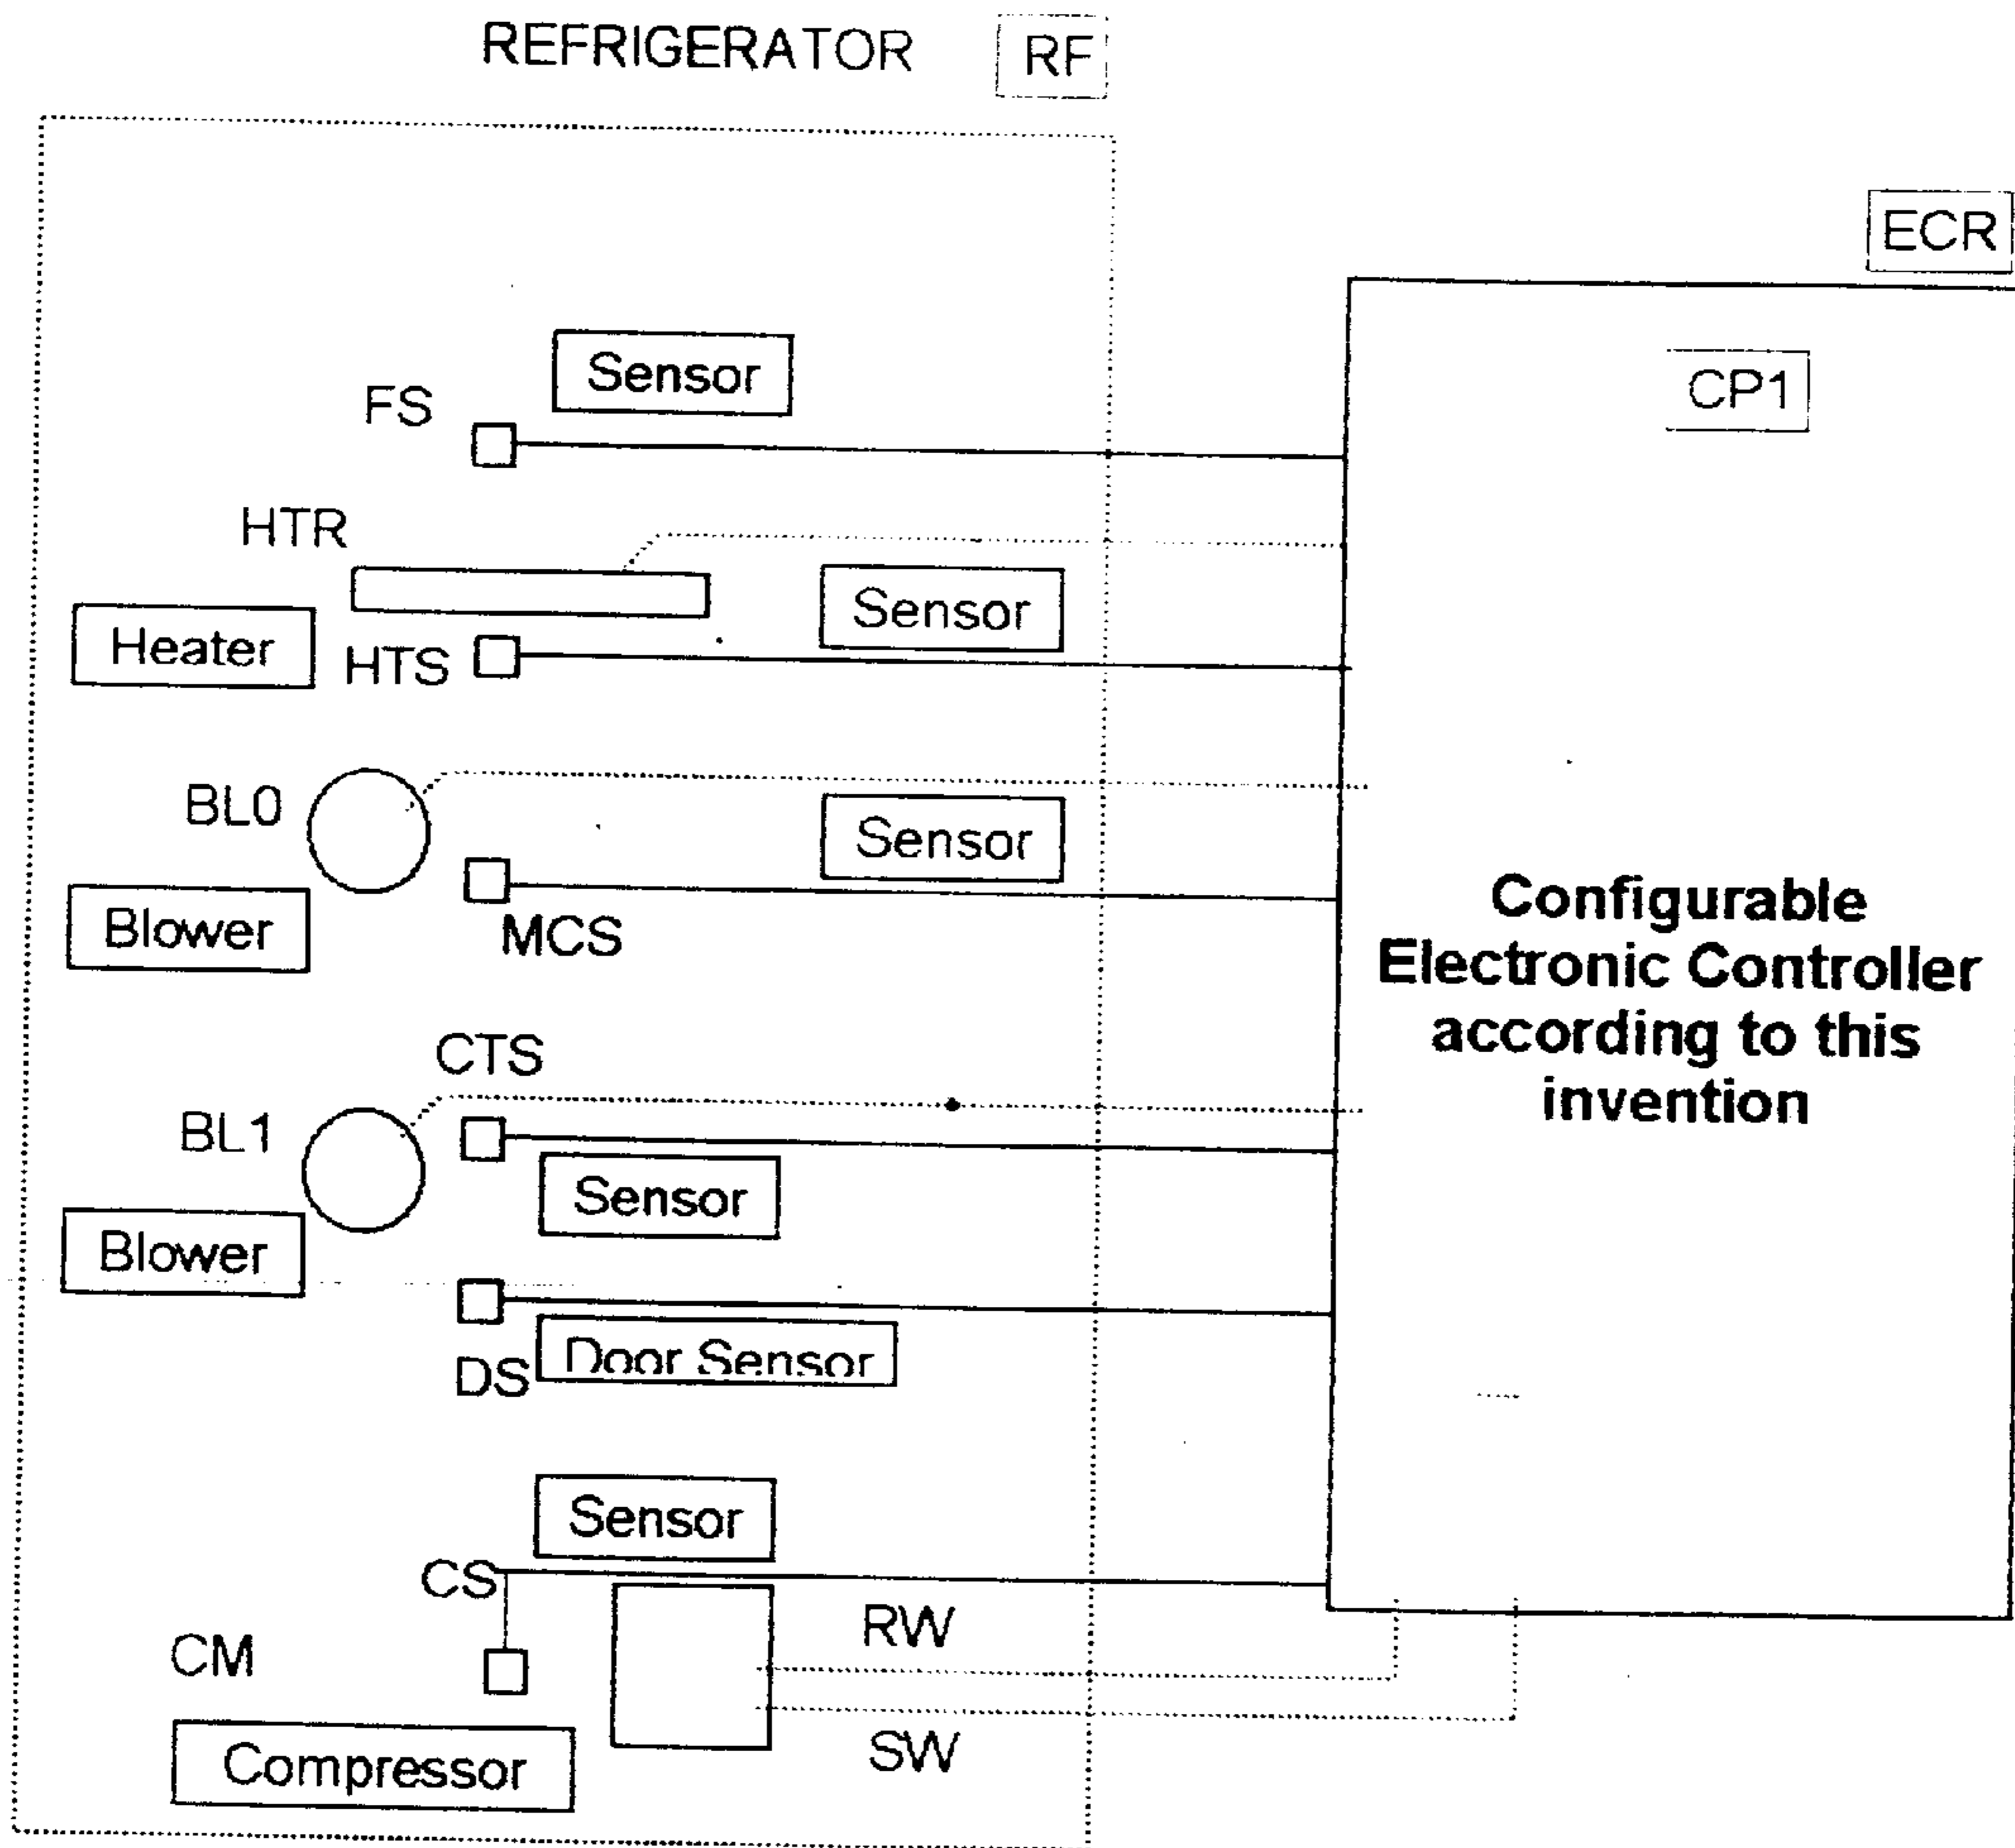 REFRIGERATOR RF
ECR
CP1
Sensor
FS
HTR
Sensor
Heater
HTS
BL0
Sensor
Blower
MCS
Configurable
Electronic Controller
according to this
invention
CTS
BL1
Sensor
Blower
Door Sensor
DS
Sensor
CS
RW
CM
SW
Compressor